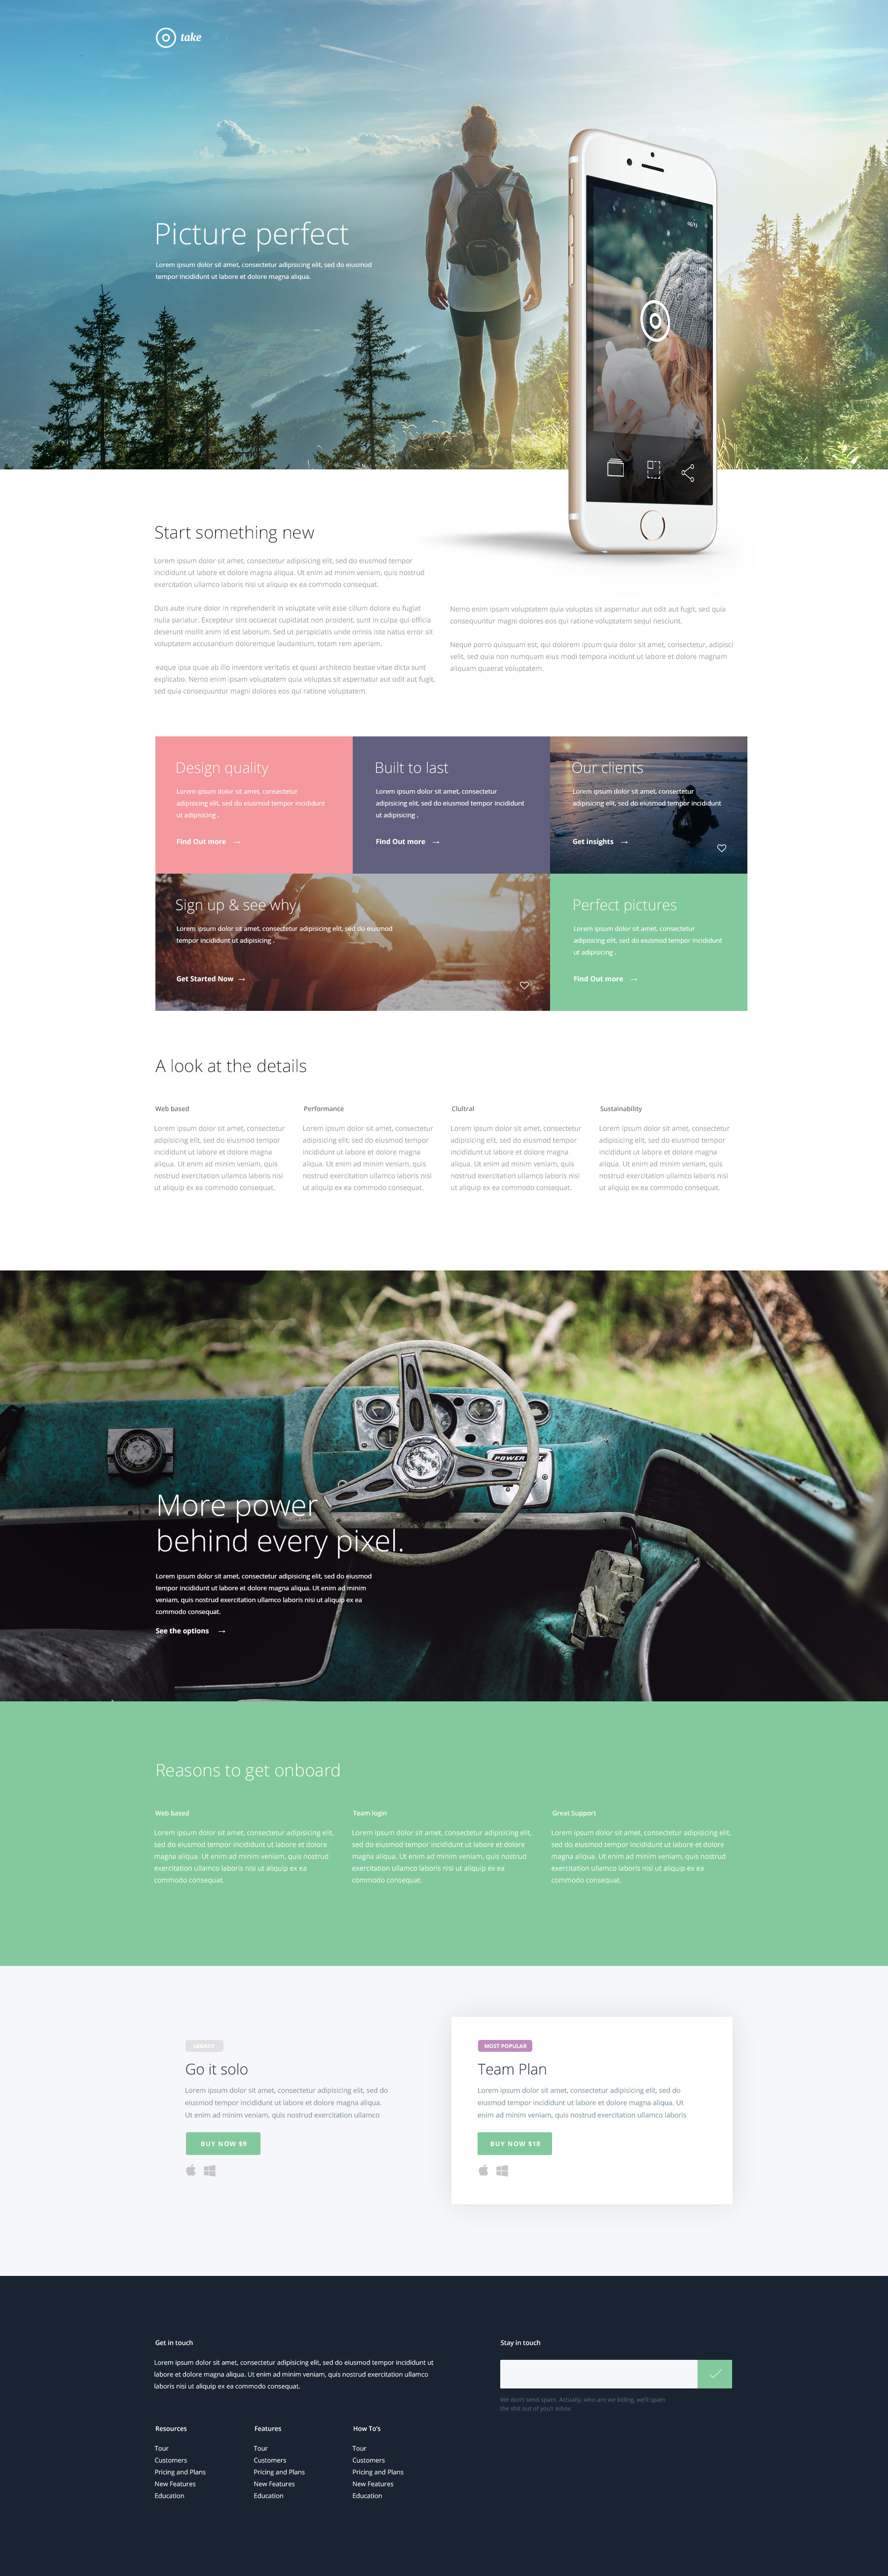 take
Picture perfect
Lorem ipsum dolor sit amet, consectetur adipisicing elit, sed do eiusmod
tempor incididunt ut labore et dolore magna aliqua.
Start something new
Lorem ipsum dolor sit amet, consectetur adipisicing elit, sed do eiusmod tempor
incididunt ut labore et dolore magna aliqua. Ut enim ad minim veniam, quis nostrud
exercitation ullamco laboris nisi ut aliquip ex ea commodo consequat.
Duis aute irure dolor in reprehenderit in voluptate velit esse cillum dolore eu fugiat
nulla pariatur. Excepteur sint occaecat cupidatat non proident, sunt in culpa qui officia
deserunt mollit anim id est laborum. Sed ut perspiciatis unde omnis iste natus error sit
voluptatem accusantium doloremque laudantium, totam rem aperiam.
eaque ipsa quae ab illo inventore veritatis et quasi architecto beatae vitae dicta sunt
explicabo. Nemo enim ipsam voluptatem quia voluptas sit aspernatur aut odit aut fugit,
sed quia consequuntur magni dolores eos qui ratione voluptatem.
Nemo enim ipsam voluptatem quia voluptas sit aspernatur aut odit aut fugit, sed quia
consequuntur magni dolores eos qui ratione voluptatem sequi nesciunt.
Neque porro quisquam est, qui dolorem ipsum quia dolor sit amet, consectetur, adipisci
velit, sed quia non numquam eius modi tempora incidunt ut labore et dolore magnam
aliquam quaerat voluptatem.
Design quality
Lorem ipsum dolor sit amet, consectetur
adipisicing elit, sed do eiusmod tempor incididunt
ut adipisicing .
Find Out more →
Built to last
Lorem ipsum dolor sit amet, consectetur
adipisicing elit, sed do eiusmod tempor incididunt
ut adipisicing .
Find Out more →
Our clients
Lorem ipsum dolor sit amet, consectetur
adipisicing elit, sed do eiusmod tempor incididunt
Get insights →
Sign up & see why
Lorem ipsum dolor sit amet, consectetur adipisicing elit, sed do eiusmod
tempor incididunt ut adipisicing .
Get Started Now →
Perfect pictures
Lorem ipsum dolor sit amet, consectetur
adipisicing elit, sed do eiusmod tempor incididunt
ut adipisicing .
Find Out more →
A look at the details
Web based
Lorem ipsum dolor sit amet, consectetur
adipisicing elit, sed do eiusmod tempor
incididunt ut labore et dolore magna
aliqua. Ut enim ad minim veniam, quis
nostrud exercitation ullamco laboris nisi
ut aliquip ex ea commodo consequat.
Performance
Lorem ipsum dolor sit amet, consectetur
adipisicing elit, sed do eiusmod tempor
incididunt ut labore et dolore magna
aliqua. Ut enim ad minim veniam, quis
nostrud exercitation ullamco laboris nisi
ut aliquip ex ea commodo consequat.
Clultral
Lorem ipsum dolor sit amet, consectetur
adipisicing elit, sed do eiusmod tempor
incididunt ut labore et dolore magna
aliqua. Ut enim ad minim veniam, quis
nostrud exercitation ullamco laboris nisi
ut aliquip ex ea commodo consequat.
Sustainability
Lorem ipsum dolor sit amet, consectetur
adipisicing elit, sed do eiusmod tempor
incididunt ut labore et dolore magna
aliqua. Ut enim ad minim veniam, quis
nostrud exercitation ullamco laboris nisi
ut aliquip ex ea commodo consequat.
POWER
More power
behind every pixel.
Lorem ipsum dolor sit amet, consectetur adipisicing elit, sed do eiusmod
tempor incididunt ut labore et dolore magna aliqua. Ut enim ad minim
veniam, quis nostrud exercitation ullamco laboris nisi ut aliquip ex ea
commodo consequat.
See the options →
Reasons to get onboard
Web based
Lorem ipsum dolor sit amet, consectetur adipisicing elit,
sed do eiusmod tempor incididunt ut labore et dolore
magna aliqua. Ut enim ad minim veniam, quis nostrud
exercitation ullamco laboris nisi ut aliquip ex ea
commodo consequat.
Team login
Lorem ipsum dolor sit amet, consectetur adipisicing elit,
sed do eiusmod tempor incididunt ut labore et dolore
magna aliqua. Ut enim ad minim veniam, quis nostrud
exercitation ullamco laboris nisi ut aliquip ex ea
commodo consequat.
Great Support
Lorem ipsum dolor sit amet, consectetur adipisicing elit,
sed do eiusmod tempor incididunt ut labore et dolore
magna aliqua. Ut enim ad minim veniam, quis nostrud
exercitation ullamco laboris nisi ut aliquip ex ea
commodo consequat.
LEGACY
Go it solo
Lorem ipsum dolor sit amet, consectetur adipisicing elit, sed do
eiusmod tempor incididunt ut labore et dolore magna aliqua.
Ut enim ad minim veniam, quis nostrud exercitation ullamco
BUY NOW $9
MOST POPULAR
Team Plan
Lorem ipsum dolor sit amet, consectetur adipisicing elit, sed do
eiusmod tempor incididunt ut labore et dolore magna aliqua. Ut
enim ad minim veniam, quis nostrud exercitation ullamco laboris
BUY NOW $18
Get in touch
Lorem ipsum dolor sit amet, consectetur adipisicing elit, sed do eiusmod tempor incididunt ut
labore et dolore magna aliqua. Ut enim ad minim veniam, quis nostrud exercitation ullamco
laboris nisi ut aliquip ex ea commodo consequat.
Stay in touch
We don't send spam. Actually, who are we kiding, we'll spam
the shit out of you'r inbox
Resources
Tour
Customers
Pricing and Plans
New Features
Education
Features
Tour
Customers
Pricing and Plans
New Features
Education
How To's
Tour
Customers
Pricing and Plans
New Features
Education